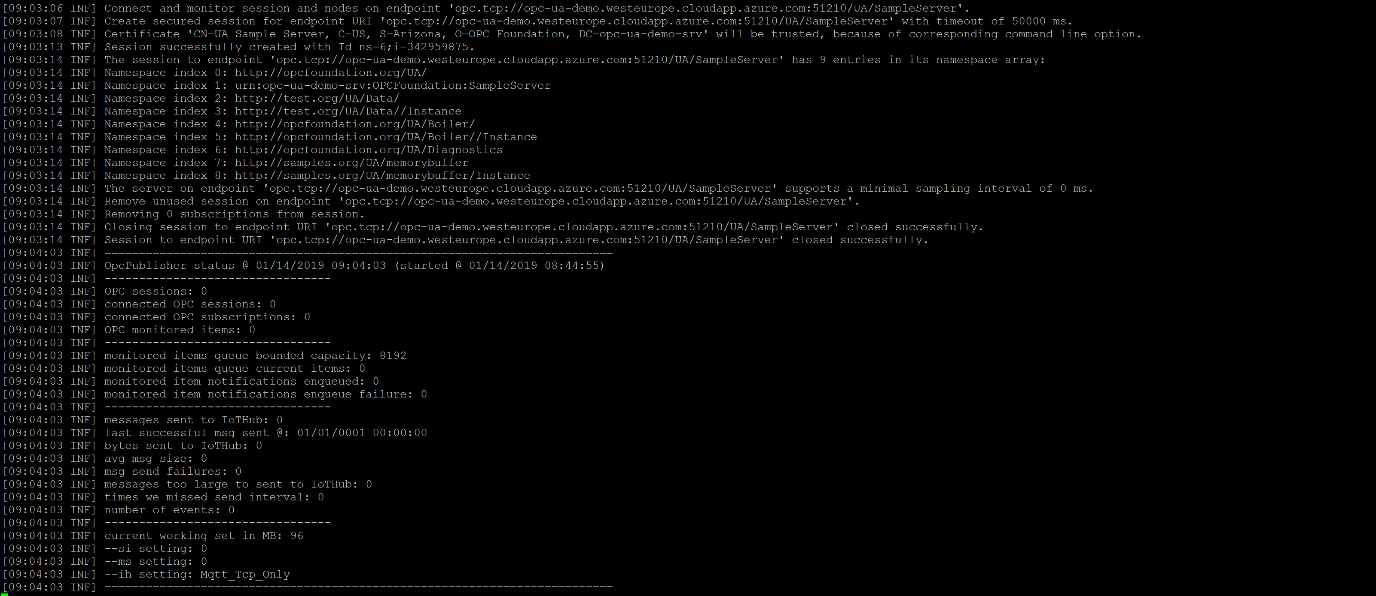 [09:03:06 INF] Connect and monitor session and nodes on endpoint 'opc.tcp://opc-ua-demo.westeurope.cloudapp.azure.com:51210/UA/SampleServer'.
[09:03:07 INF] Create secured session for endpoint URI 'opc.tcp://opc-ua-demo.westeurope.cloudapp.azure.com:51210/UA/SampleServer' with timeout of 50000 ms.
[09:03:08 INF] Certificate 'CN=UA Sample Server, C=US, S=Arizona, O=OPC Foundation, DC=opc-ua-demo-srv' will be trusted, because of corresponding command line option.
[09:03:13 INF] Session successfully created with Id ns=6;i=342959875.
[09:03:14 INF] The session to endpoint 'opc.tcp://opc-ua-demo.westeurope.cloudapp.azure.com:51210/UA/SampleServer' has 9 entries in its namespace array:
[09:03:14 INF] Namespace index 0: http://opcfoundation.org/UA/
[09:03:14 INF] Namespace index 1: urn:opc-ua-demo-srv:OPCFoundation:SampleServer
[09:03:14 INF] Namespace index 2: http://test.org/UA/Data/
[09:03:14 INF] Namespace index 3: http://test.org/UA/Data//Instance
[09:03:14 INF] Namespace index 4: http://opcfoundation.org/UA/Boiler/
[09:03:14 INF] Namespace index 5: http://opcfoundation.org/UA/Boiler//Instance
[09:03:14 INF] Namespace index 6: http://opcfoundation.org/UA/Diagnostics
[09:03:14 INF] Namespace index 7: http://samples.org/UA/memorybuffer
[09:03:14 INF] Namespace index 8: http://samples.org/UA/memorybuffer/Instance
[09:03:14 INF] The server on endpoint 'opc.tcp://opc-ua-demo.westeurope.cloudapp.azure.com:51210/UA/SampleServer' supports a minimal sampling interval of 0 ms.
[09:03:14 INF] Remove unused session on endpoint 'opc.tcp://opc-ua-demo.westeurope.cloudapp.azure.com:51210/UA/SampleServer'.
[09:03:14 INF] Removing 0 subscriptions from session.
[09:03:14 INF] Closing session to endpoint URI 'opc.tcp://opc-ua-demo.westeurope.cloudapp.azure.com:51210/UA/SampleServer' closed successfully.
[09:03:14 INF] Session to endpoint URI 'opc.tcp://opc-ua-demo.westeurope.cloudapp.azure.com:51210/UA/SampleServer' closed successfully.
[09:04:03 INF] ==========================================================================
[09:04:03 INF] OpcPublisher status @ 01/14/2019 09:04:03 (started @ 01/14/2019 08:44:55)
[09:04:03 INF] ---------------------------------
[09:04:03 INF] OPC sessions: 0
[09:04:03 INF] connected OPC sessions: 0
[09:04:03 INF] connected OPC subscriptions: 0
[09:04:03 INF] OPC monitored items: 0
[09:04:03 INF] ---------------------------------
[09:04:03 INF] monitored items queue bounded capacity: 8192
[09:04:03 INF] monitored items queue current items: 0
[09:04:03 INF] monitored item notifications enqueued: 0
[09:04:03 INF] monitored item notifications enqueue failure: 0
[09:04:03 INF] ---------------------------------
[09:04:03 INF] messages sent to IoTHub: 0
[09:04:03 INF] last successful msg sent @: 01/01/0001 00:00:00
[09:04:03 INF] bytes sent to IoTHub: 0
[09:04:03 INF] avg msg size: 0
[09:04:03 INF] msg send failures: 0
[09:04:03 INF] messages too large to sent to IoTHub: 0
[09:04:03 INF] times we missed send interval: 0
[09:04:03 INF] number of events: 0
[09:04:03 INF] ---------------------------------
[09:04:03 INF] current working set in MB: 96
[09:04:03 INF] --si setting: 0
[09:04:03 INF] --ms setting: 0
[09:04:03 INF] --ih setting: Mqtt_Tcp_Only
[09:04:03 INF] ==========================================================================